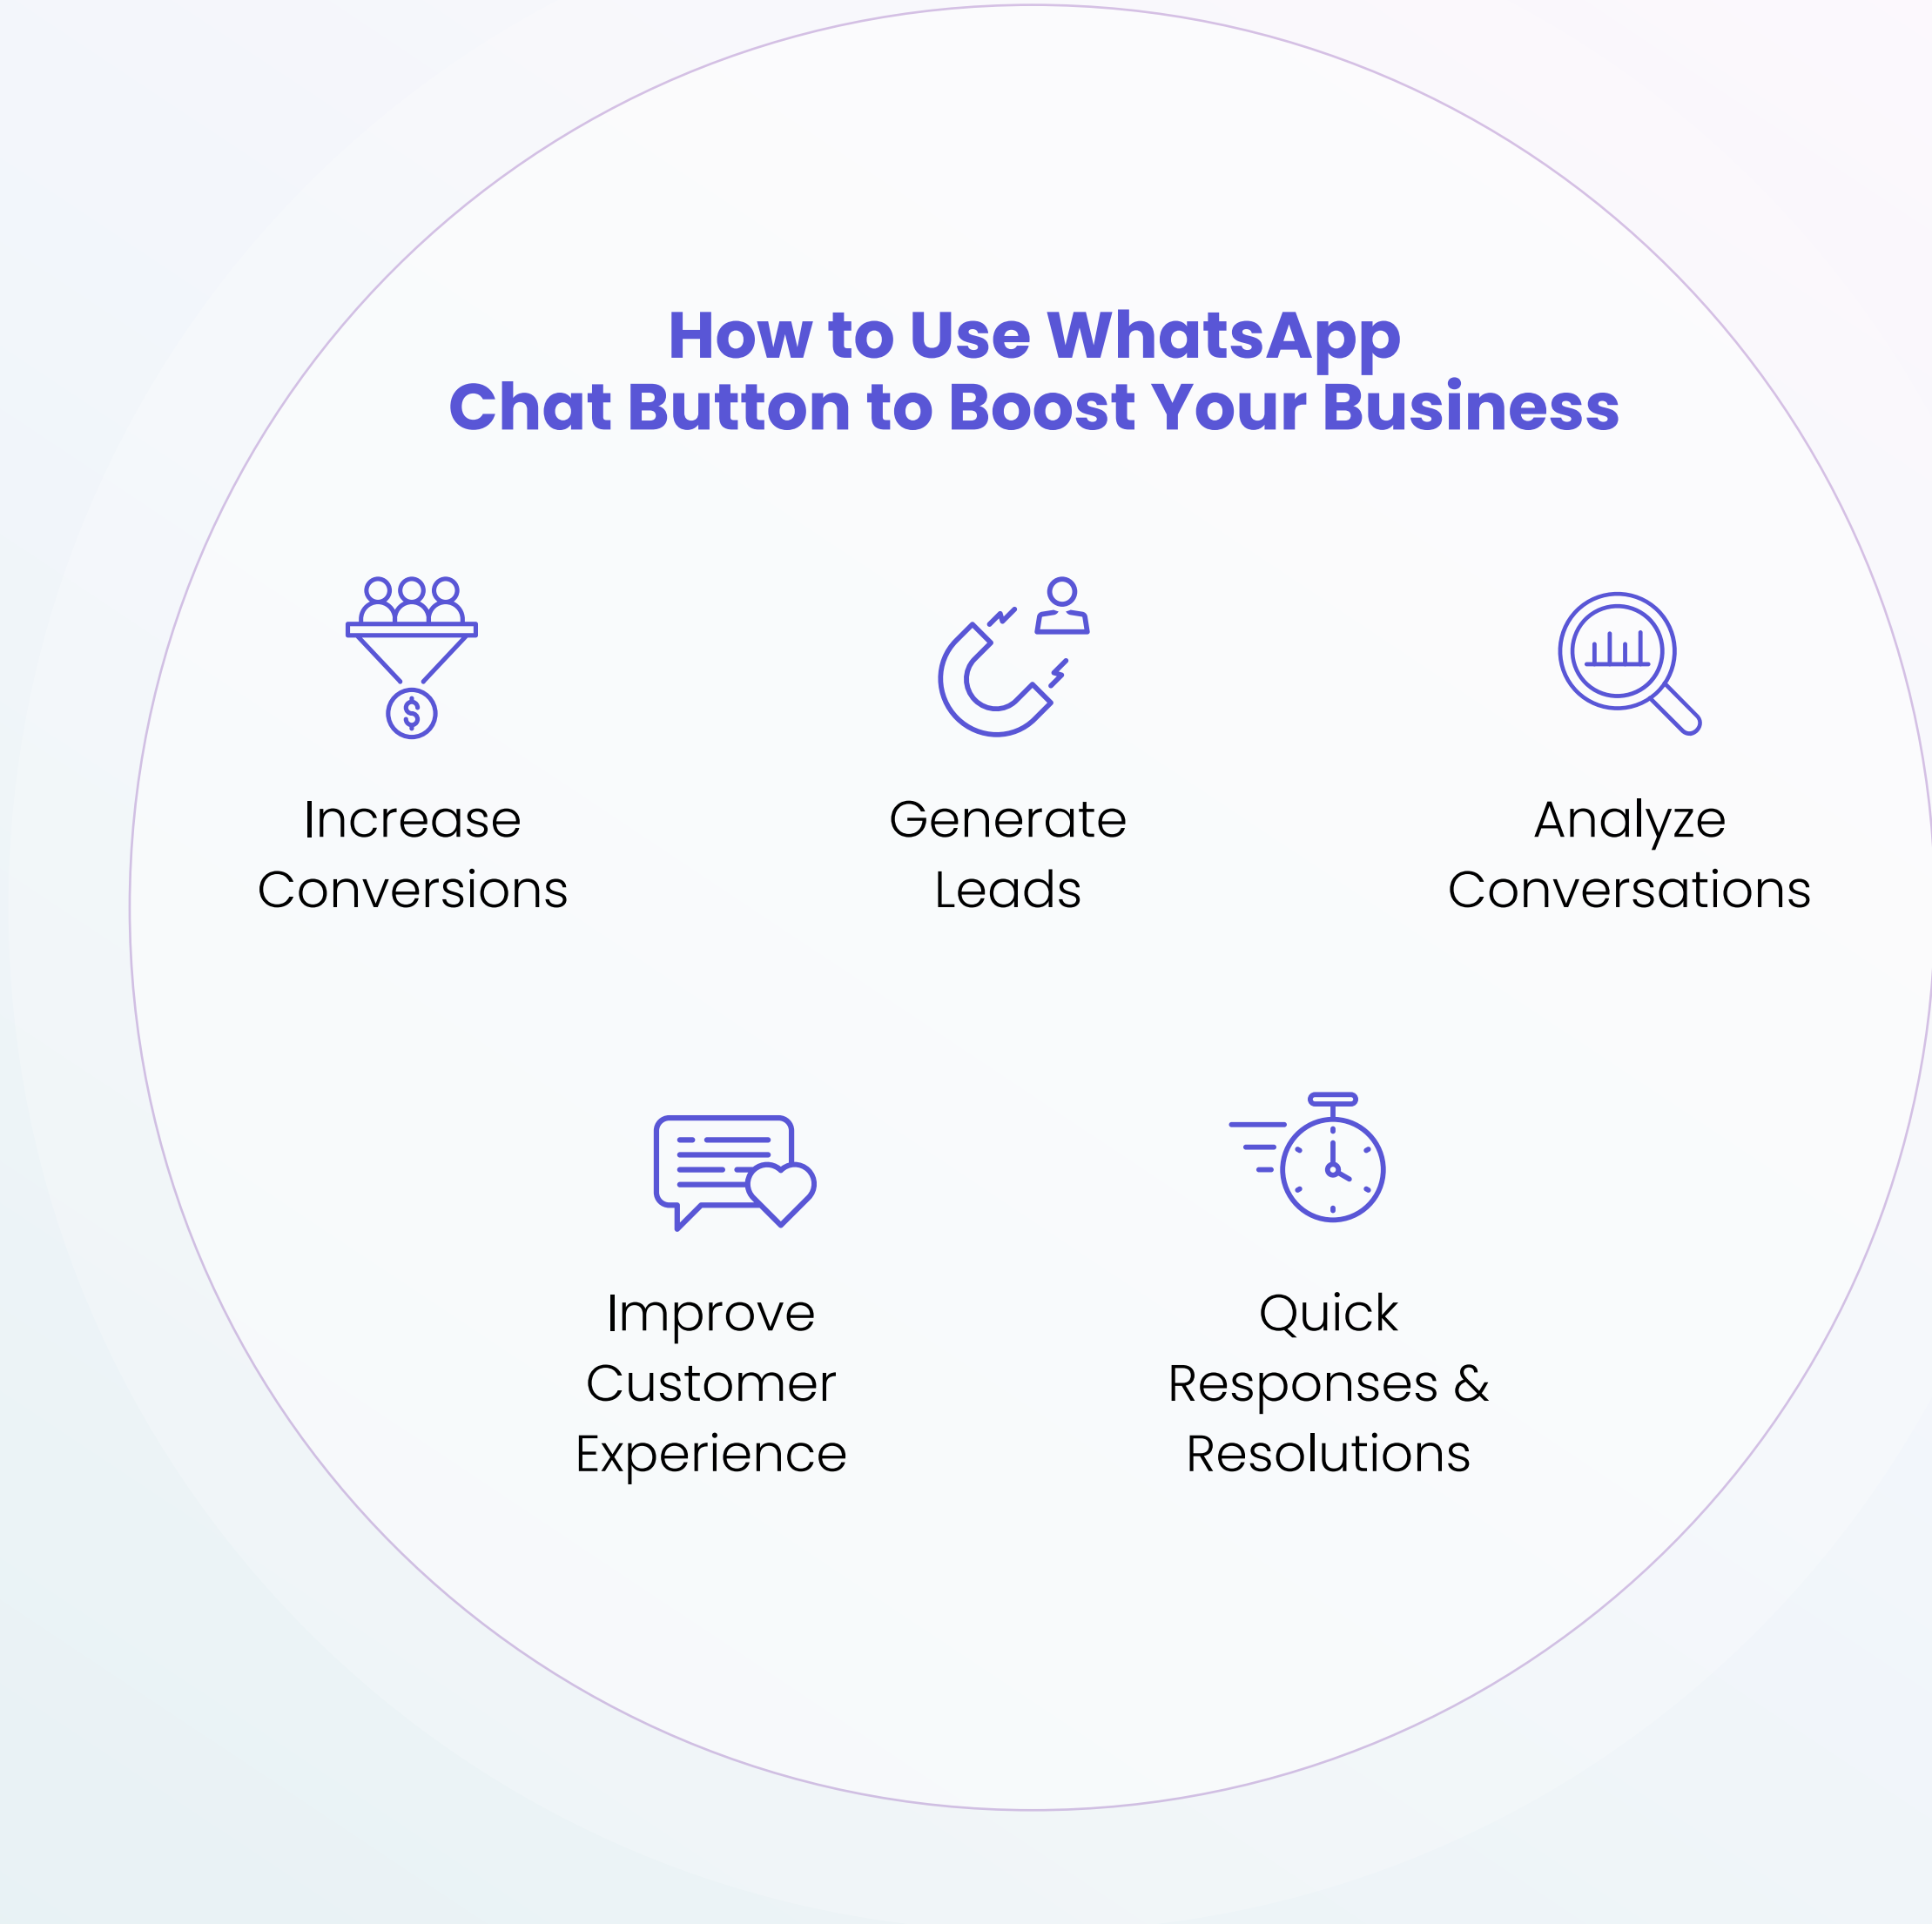 How to Use WhatsApp
Chat Button to Boost Your Business
$
Increase
Conversions
Generate
Leads
Analyze
Conversations
Improve
Customer
Experience
Quick
Responses &
Resolutions